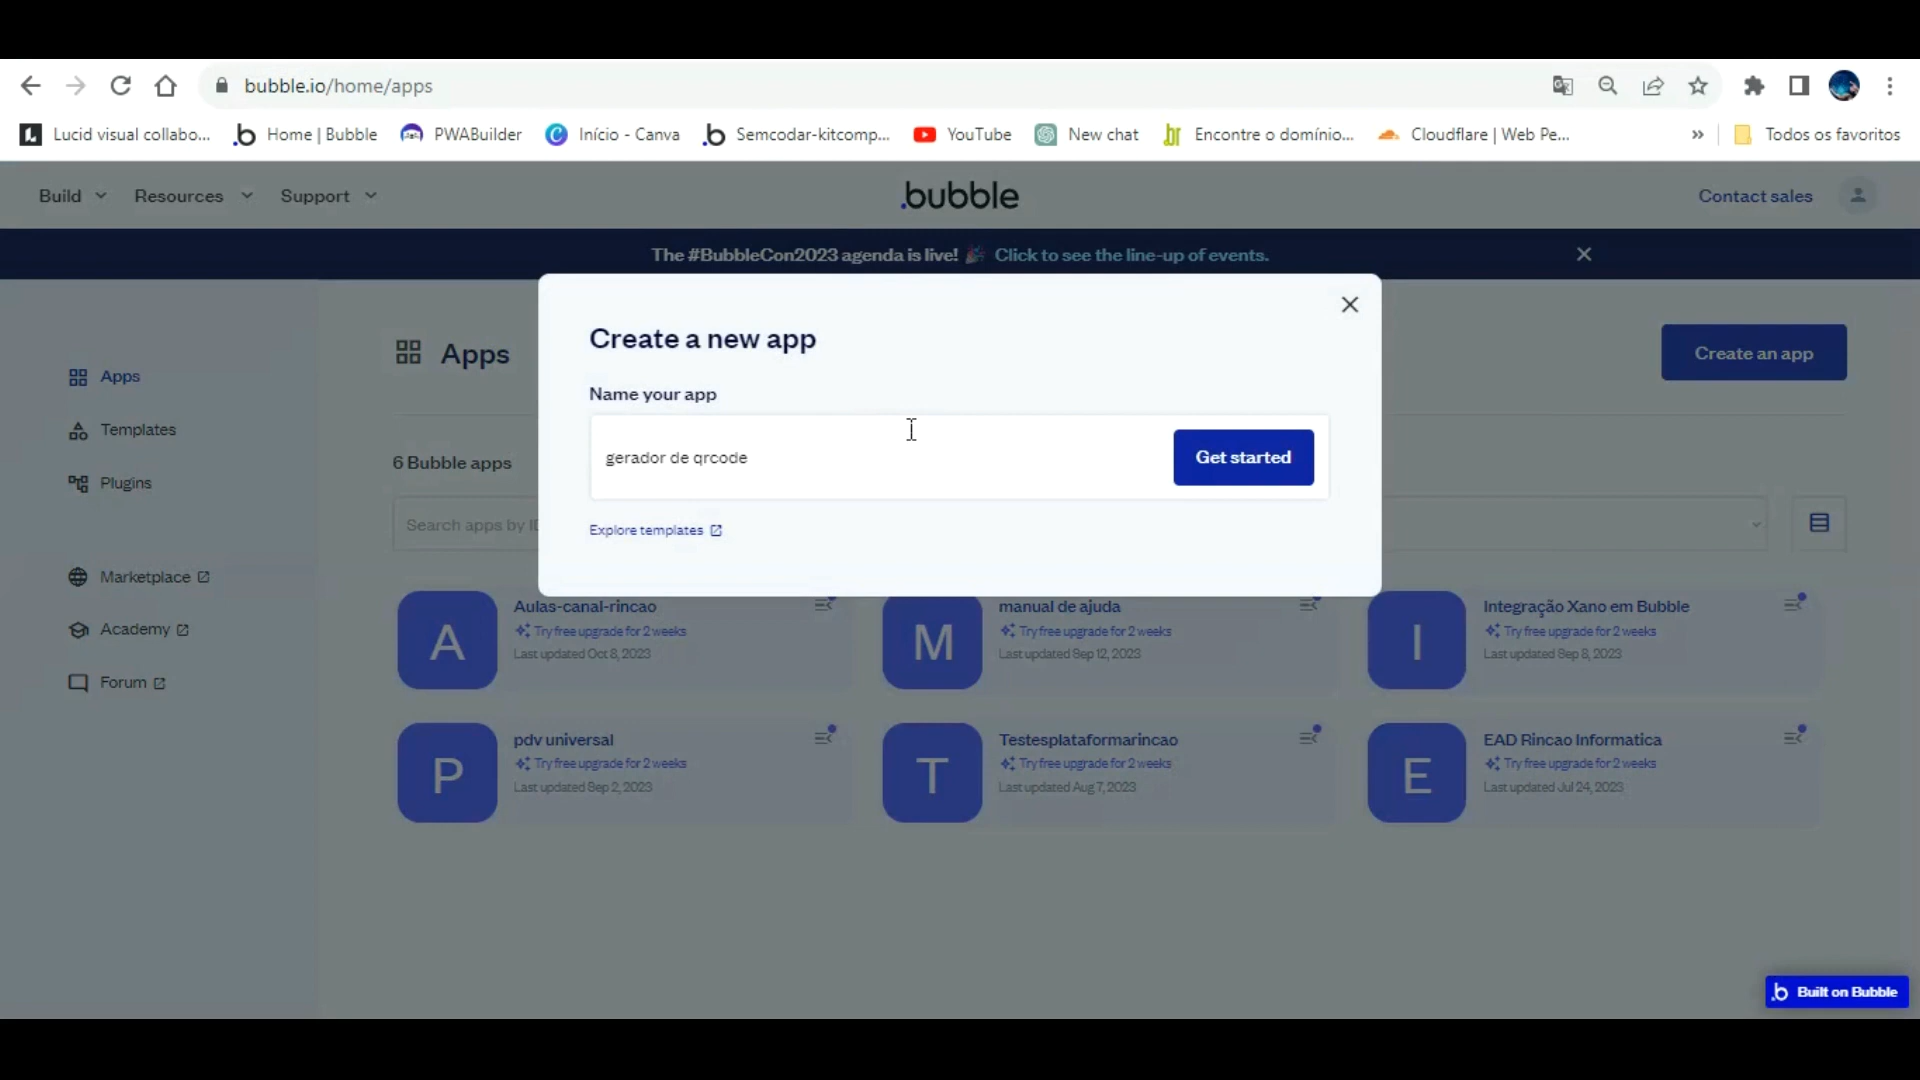 bubble.io/home/apps
Lucid visual collabo...
Home | Bubble
PWABuilder
Início - Canva
Semcodar-kitcomp...
YouTube
New chat
Encontre o domínio...
Cloudflare | Web Pe...
»
Todos os favoritos
Build
Resources
Support
.bubble
Contact sales
The #BubbleCon2023 agenda is live! 🎉 Click to see the line-up of events.
Create a new app
Name your app
gerador de qrcode
Get started
Explore templates
Apps
Templates
Plugins
Marketplace
Academy
Forum
Apps
Create an app
6 Bubble apps
Search apps by ID
A
Aulas-canal-rincao
Try free upgrade for 2 weeks
Last updated Oct 8, 2023
M
manual de ajuda
Try free upgrade for 2 weeks
Last updated Sep 12, 2023
I
Integração Xano em Bubble
Try free upgrade for 2 weeks
Last updated Sep 8, 2023
P
pdv universal
Try free upgrade for 2 weeks
Last updated Sep 2, 2023
T
Testesplataformarincao
Try free upgrade for 2 weeks
Last updated Aug 7, 2023
E
EAD Rincao Informatica
Try free upgrade for 2 weeks
Last updated Jul 24, 2023
.b Built on Bubble